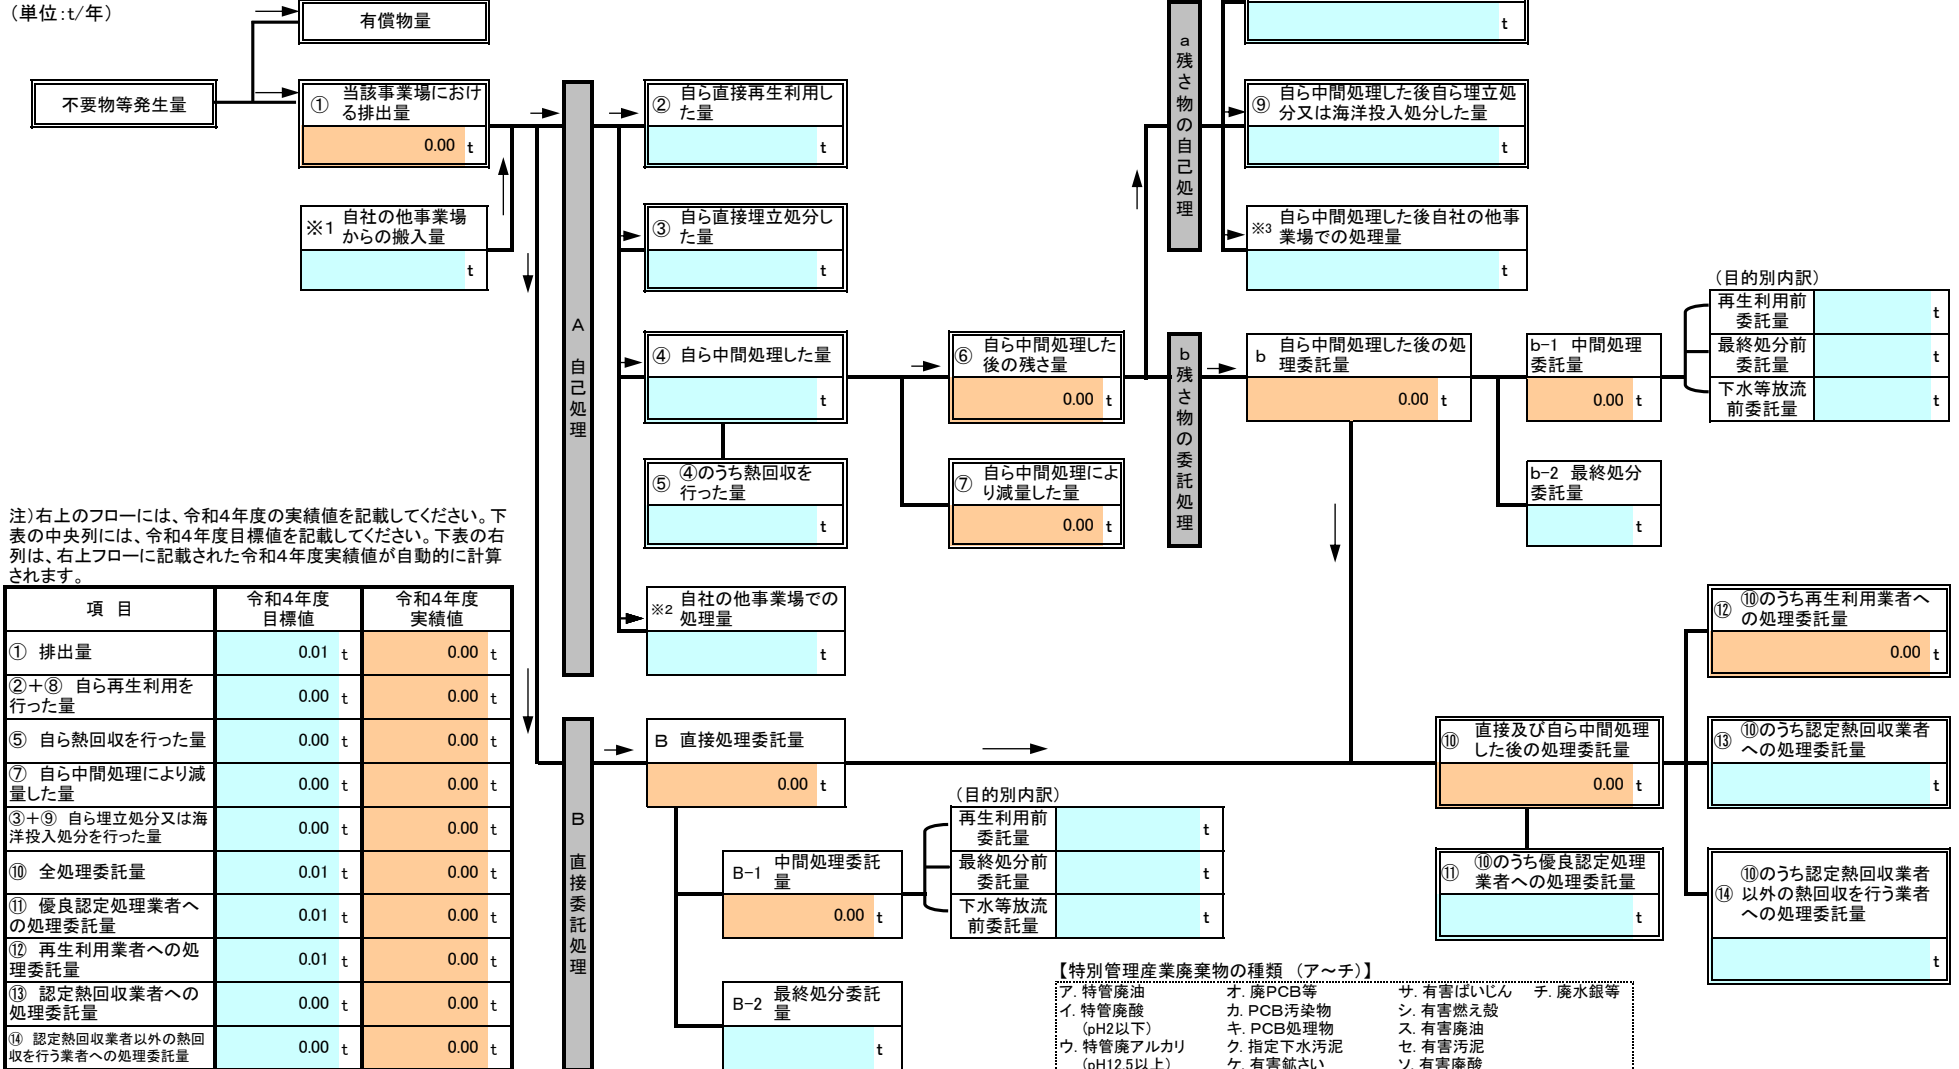 (単位:t/年)
有償物量
不要物等発生量
① 当該事業場におけ
る排出量
0.00 t
※1 自社の他事業場
からの搬入量
t
A
自己処理
② 自ら直接再生利用し
た量
t
③ 自ら直接埋立処分し
た量
t
④ 自ら中間処理した量
t
⑤ ④のうち熱回収を
行った量
t
※2 自社の他事業場での
処理量
t
⑥ 自ら中間処理した
後の残さ量
0.00 t
⑦ 自ら中間処理によ
り減量した量
0.00 t
a
残さ物の自己処理
t
⑨ 自ら中間処理した後自ら埋立処
分又は海洋投入処分した量
t
※3 自ら中間処理した後自社の他事
業場での処理量
t
b
残さ物の委託処理
b 自ら中間処理した後の処
理委託量
0.00 t
b-1 中間処理
委託量
0.00 t
b-2 最終処分
委託量
t
(目的別内訳)
再生利用前
委託量
t
最終処分前
委託量
t
下水等放流
前委託量
t
注)右上のフローには、令和4年度の実績値を記載してください。下
表の中央列には、令和4年度目標値を記載してください。下表の右
列は、右上フローに記載された令和4年度実績値が自動的に計算
されます。
項 目 令和4年度
目標値 令和4年度
実績値
① 排出量 0.01 t 0.00 t
②+⑧ 自ら再生利用を
行った量 0.00 t 0.00 t
⑤ 自ら熱回収を行った量 0.00 t 0.00 t
⑦ 自ら中間処理により減
量した量 0.00 t 0.00 t
③+⑨ 自ら埋立処分又は海
洋投入処分を行った量 0.00 t 0.00 t
⑩ 全処理委託量 0.01 t 0.00 t
⑪ 優良認定処理業者へ
の処理委託量 0.01 t 0.00 t
⑫ 再生利用業者への処
理委託量 0.01 t 0.00 t
⑬ 認定熱回収業者への
処理委託量 0.00 t 0.00 t
⑭ 認定熱回収業者以外の熱回
収を行う業者への処理委託量 0.00 t 0.00 t
B
直接委託処理
B 直接処理委託量
0.00 t
B-1 中間処理委託
量
0.00 t
B-2 最終処分委託
量
t
(目的別内訳)
再生利用前
委託量
t
最終処分前
委託量
t
下水等放流
前委託量
t
⑩ 直接及び自ら中間処理
した後の処理委託量
0.00 t
⑪ ⑩のうち優良認定処理
業者への処理委託量
t
⑫ ⑩のうち再生利用業者へ
の処理委託量
0.00 t
⑬ ⑩のうち認定熱回収業者
への処理委託量
t
⑭ ⑩のうち認定熱回収業者
以外の熱回収を行う業者
への処理委託量
t
【特別管理産業廃棄物の種類 (ア~チ)】
ア. 特管廃油 オ. 廃PCB等 サ. 有害ばいじん チ. 廃水銀等
イ. 特管廃酸 カ. PCB汚染物 シ. 有害燃え殻
(pH2以下) キ. PCB処理物 ス. 有害廃油
ウ. 特管廃アルカリ ク. 指定下水汚泥 セ. 有害汚泥
(pH12.5以上) ケ. 有害鉱さい ソ. 有害廃酸